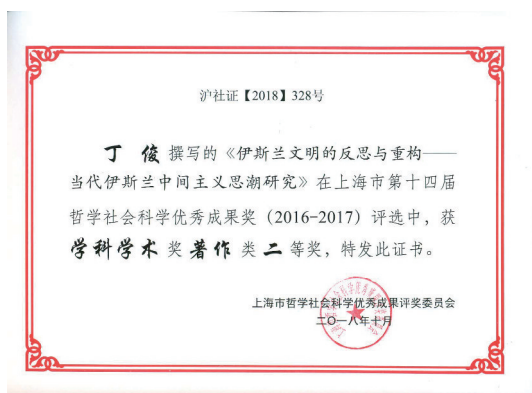 沪社证【2018】328号
丁 俊 撰写的《伊斯兰文明的反思与重构——
当代伊斯兰中间主义思潮研究》在上海市第十四届
哲学社会科学优秀成果奖（2016-2017）评选中，获
学科学术 奖 著作 类 二 等奖，特发此证书。
上海市哲学社会科学优秀成果评奖委员会
二〇一八年十月